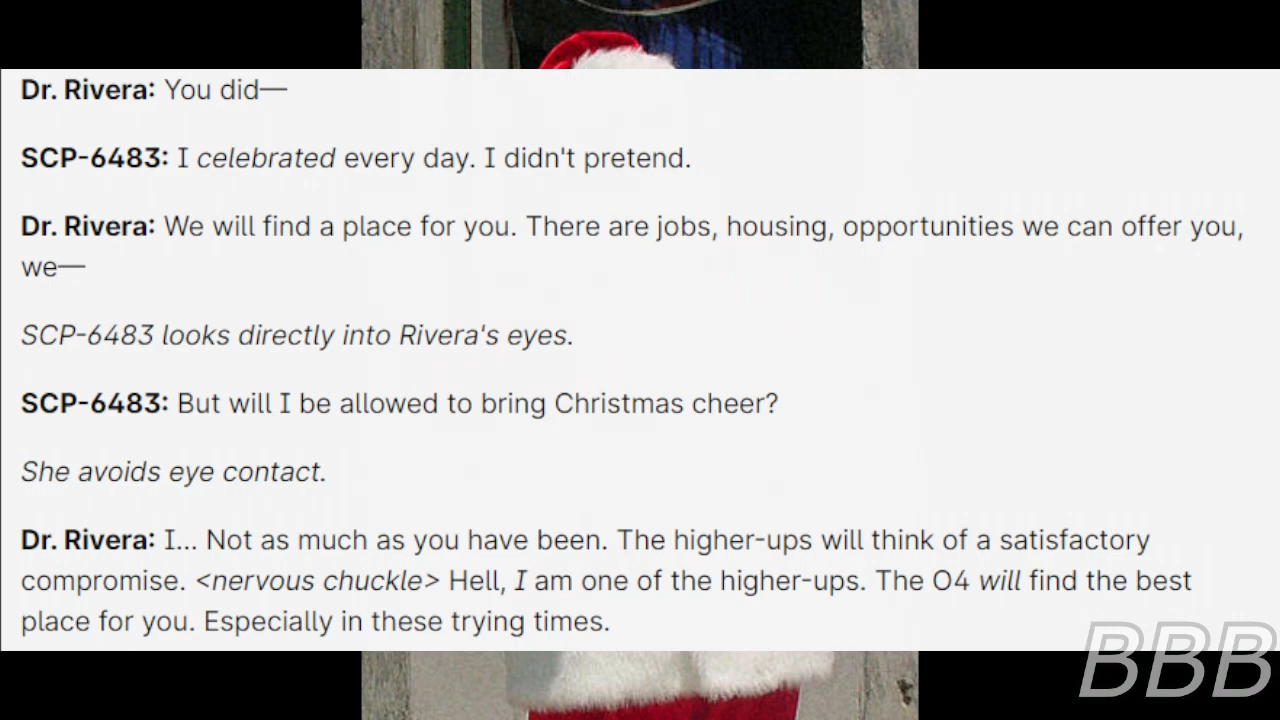 Dr. Rivera: You did—
SCP-6483: I celebrated every day. I didn't pretend.
Dr. Rivera: We will find a place for you. There are jobs, housing, opportunities we can offer you,
we—
SCP-6483 looks directly into Rivera's eyes.
SCP-6483: But will I be allowed to bring Christmas cheer?
She avoids eye contact.
Dr. Rivera: I... Not as much as you have been. The higher-ups will think of a satisfactory
compromise. <nervous chuckle> Hell, I am one of the higher-ups. The O4 will find the best
place for you. Especially in these trying times.
BBB